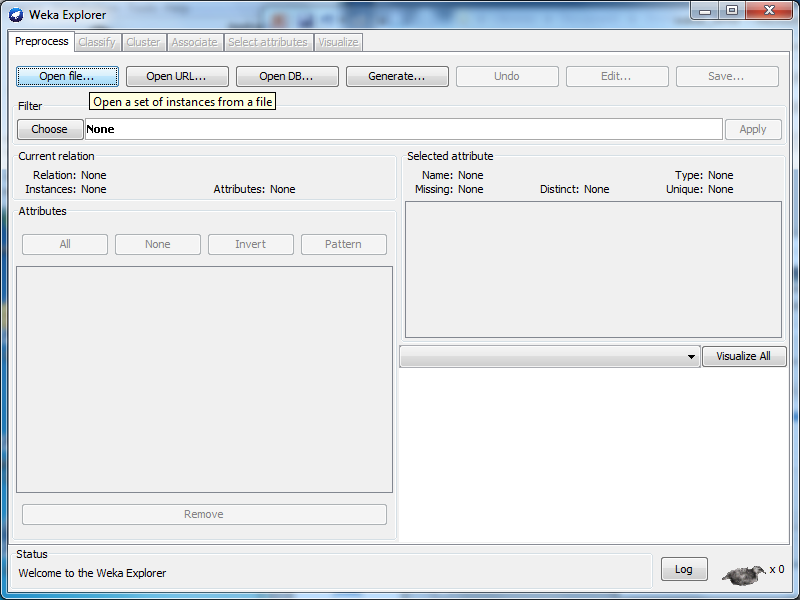 Weka Explorer
Preprocess Classify Cluster Associate Select attributes Visualize
Open file... Open URL... Open DB... Generate... Undo Edit... Save...
Open a set of instances from a file
Filter
Choose None Apply
Current relation
Relation: None
Instances: None Attributes: None
Selected attribute
Name: None Type: None
Missing: None Distinct: None Unique: None
Attributes
All None Invert Pattern
Visualize All
Remove
Status
Welcome to the Weka Explorer
Log x 0